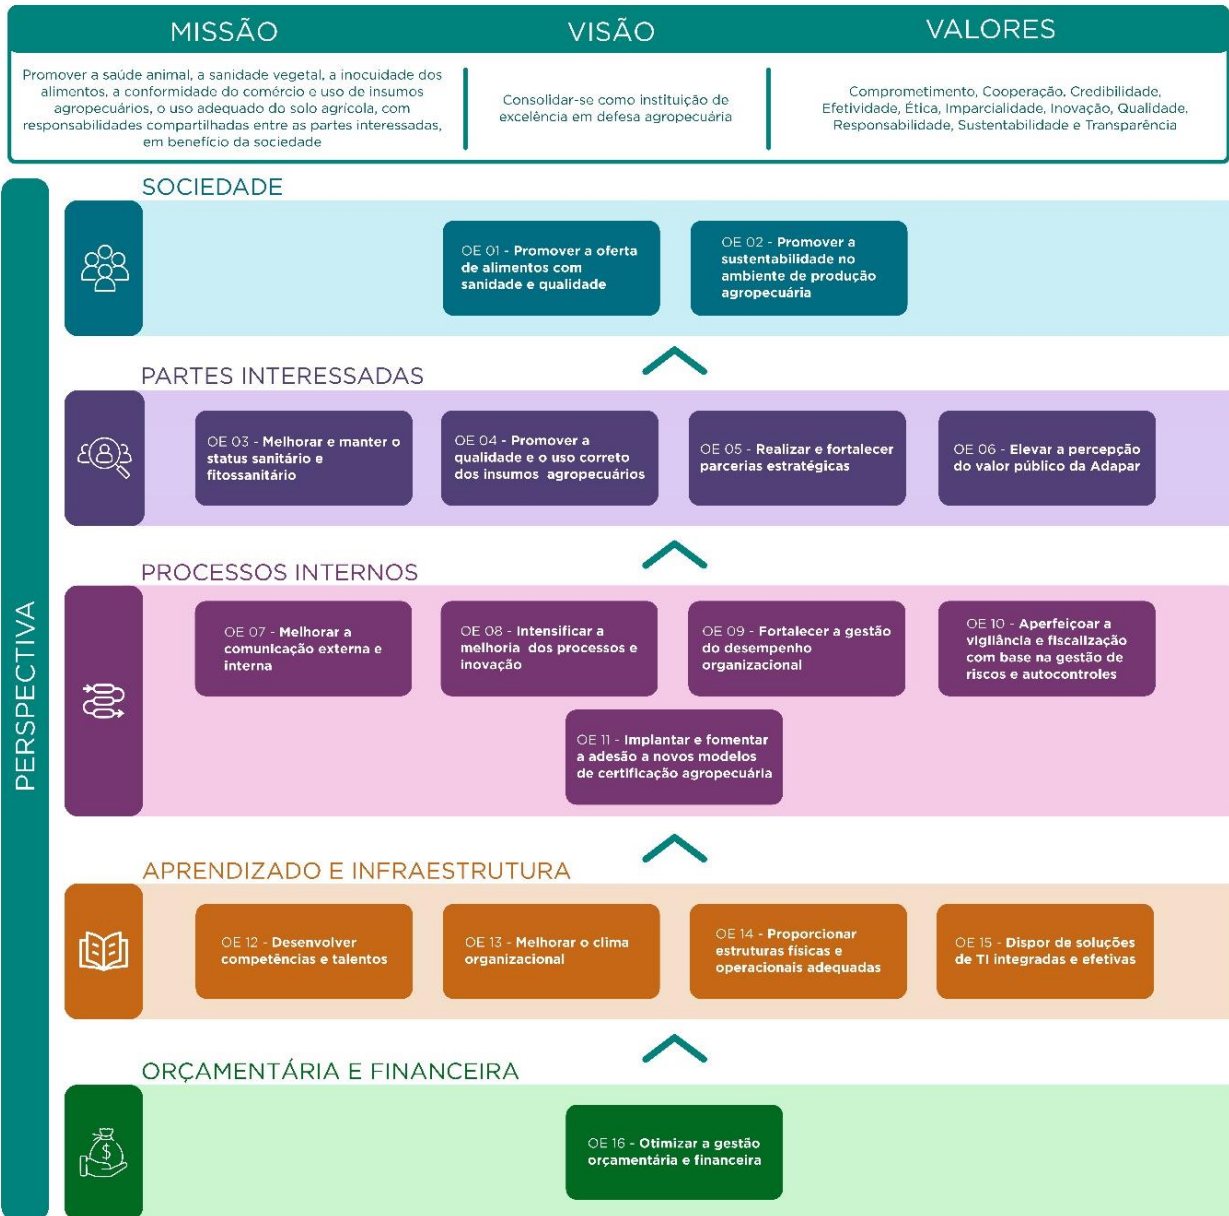 MISSÃO
Promover a saúde animal, a sanidade vegetal, a inocuidade dos
alimentos, a conformidade do comércio e uso de insumos
agropecuários, o uso adequado do solo agrícola, com
responsabilidades compartilhadas entre as partes interessadas,
em benefício da sociedade
VISÃO
Consolidar-se como instituição de
excelência em defesa agropecuária
VALORES
Comprometimento, Cooperação, Credibilidade,
Efetividade, Ética, Imparcialidade, Inovação, Qualidade,
Responsabilidade, Sustentabilidade e Transparência
PERSPECTIVA
SOCIEDADE
OE 01 - Promover a oferta
de alimentos com
sanidade e qualidade
OE 02 - Promover a
sustentabilidade no
ambiente de produção
agropecuária
PARTES INTERESSADAS
OE 03 - Melhorar e manter o
status sanitário e
fitossanitário
OE 04 - Promover a
qualidade e o uso correto
dos insumos agropecuários
OE 05 - Realizar e fortalecer
parcerias estratégicas
OE 06 - Elevar a percepção
do valor público da Adapar
PROCESSOS INTERNOS
OE 07 - Melhorar a
comunicação externa e
interna
OE 08 - Intensificar a
melhoria dos processos e
inovação
OE 09 - Fortalecer a gestão
do desempenho
organizacional
OE 10 - Aperfeiçoar a
vigilância e fiscalização
com base na gestão de
riscos e autocontroles
OE 11 - Implantar e fomentar
a adesão a novos modelos
de certificação agropecuária
APRENDIZADO E INFRAESTRUTURA
OE 12 - Desenvolver
competências e talentos
OE 13 - Melhorar o clima
organizacional
OE 14 - Proporcionar
estruturas físicas e
operacionais adequadas
OE 15 - Dispor de soluções
de TI integradas e efetivas
ORÇAMENTÁRIA E FINANCEIRA
$
OE 16 - Otimizar a gestão
orçamentária e financeira